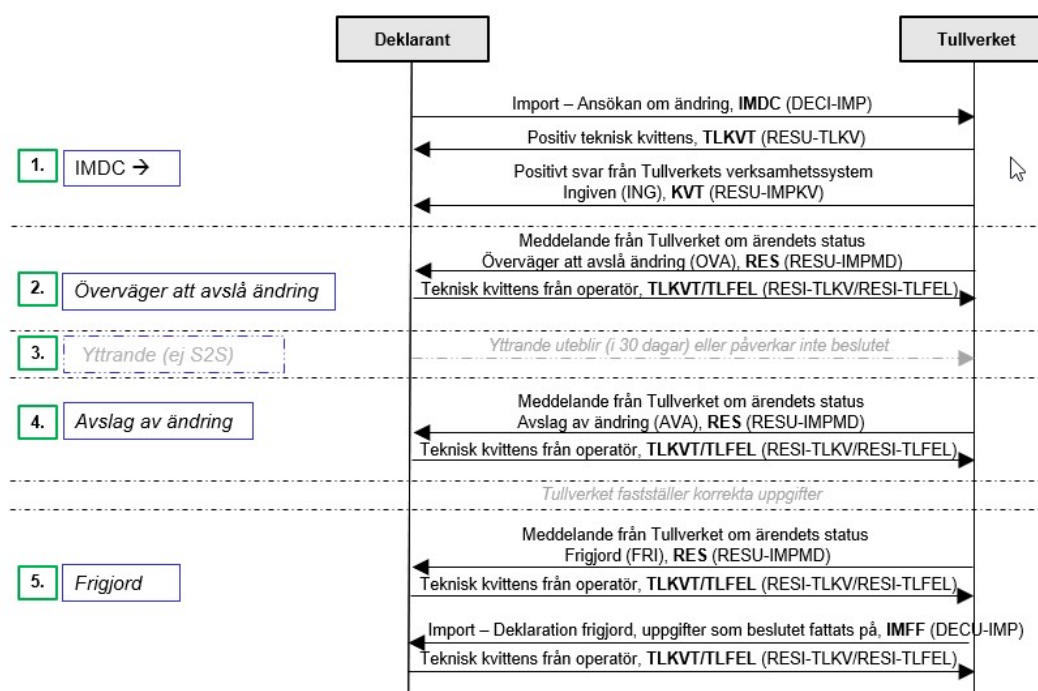 Deklarant
Tullverket
Import – Ansökan om ändring, IMDC (DECI-IMP)
Positiv teknisk kvittens, TLKVT (RESU-TLKV)
1.
IMDC →
Positivt svar från Tullverkets verksamhetssystem
Ingiven (ING), KVT (RESU-IMPKV)
Meddelande från Tullverket om ärendets status
Överväger att avslå ändring (OVA), RES (RESU-IMPMD)
2.
Överväger att avslå ändring
Teknisk kvittens från operatör, TLKVT/TLFEL (RESI-TLKV/RESI-TLFEL)
3.
Yttrande (ej S2S)
Yttrande uteblir (i 30 dagar) eller påverkar inte beslutet
Meddelande från Tullverket om ärendets status
4.
Avslag av ändring
Avslag av ändring (AVA), RES (RESU-IMPMD)
Teknisk kvittens från operatör, TLKVT/TLFEL (RESI-TLKV/RESI-TLFEL)
Tullverket fastställer korrekta uppgifter
Meddelande från Tullverket om ärendets status
Frigjord (FRI), RES (RESU-IMPMD)
5.
Frigjord
Teknisk kvittens från operatör, TLKVT/TLFEL (RESI-TLKV/RESI-TLFEL)
Import – Deklaration frigjord, uppgifter som beslutet fattats på, IMFF (DECU-IMP)
Teknisk kvittens från operatör, TLKVT/TLFEL (RESI-TLKV/RESI-TLFEL)